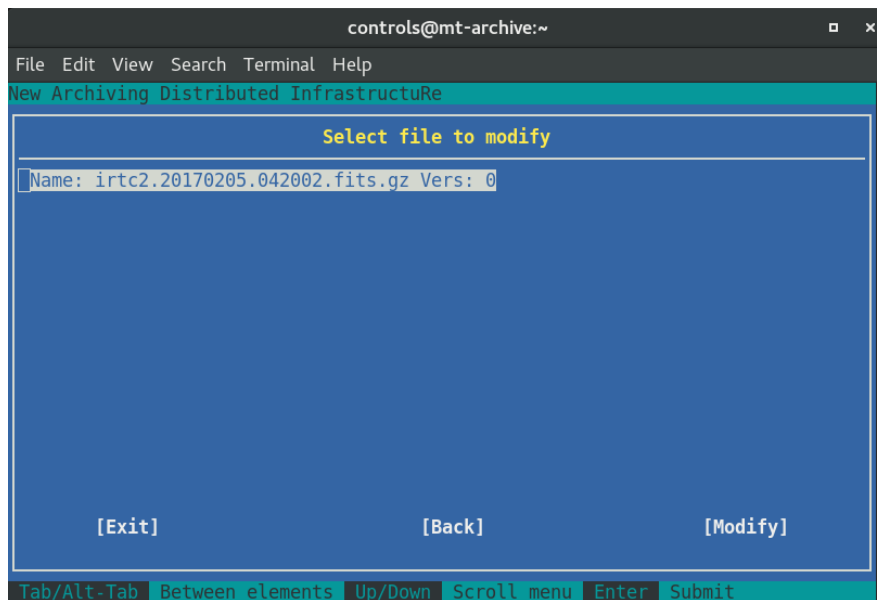 controls@mt-archive:~
File Edit View Search Terminal Help
New Archiving Distributed InfrastructuRe
Select file to modify
Name: irtc2.20170205.042002.fits.gz Vers: 0
[Exit] [Back] [Modify]
Tab/Alt-Tab Between elements Up/Down Scroll menu Enter Submit